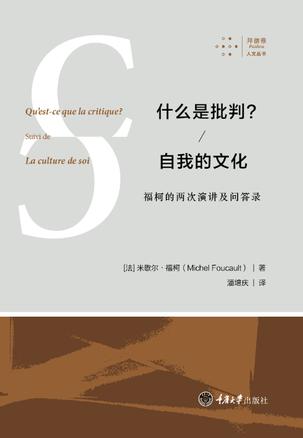 拜德雅
Paideia
人文丛书
Qu'est-ce que la critique?
Suivi de
La culture de soi
什么是批判?
/
自我的文化
福柯的两次演讲及问答录
[法] 米歇尔·福柯（Michel Foucault） | 著
潘培庆 | 译
重庆大学出版社